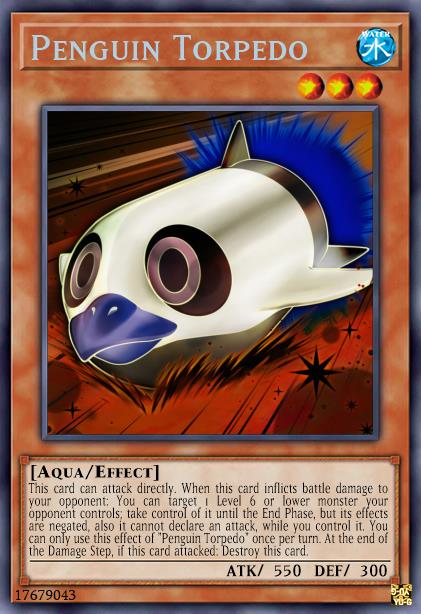 PENGUIN TORPEDO
WATER
水
[AQUA/EFFECT]
This card can attack directly. When this card inflicts battle damage to
your opponent: You can target 1 Level 6 or lower monster your
opponent controls; take control of it until the End Phase, but its effects
are negated, also it cannot declare an attack, while you control it. You
can only use this effect of "Penguin Torpedo" once per turn. At the end of
the Damage Step, if this card attacked: Destroy this card.
ATK/ 550 DEF/ 300
17679043